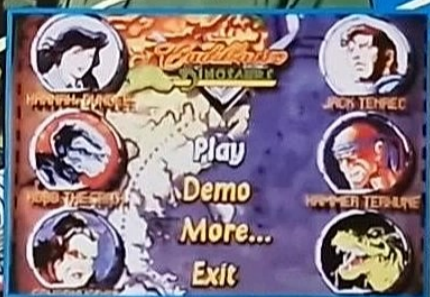 Cadillacs
DINOSAURS
HANNAH DUNDEE
JACK TENREC
Play
Demo
HAMMER TERHUNE
More...
Exit